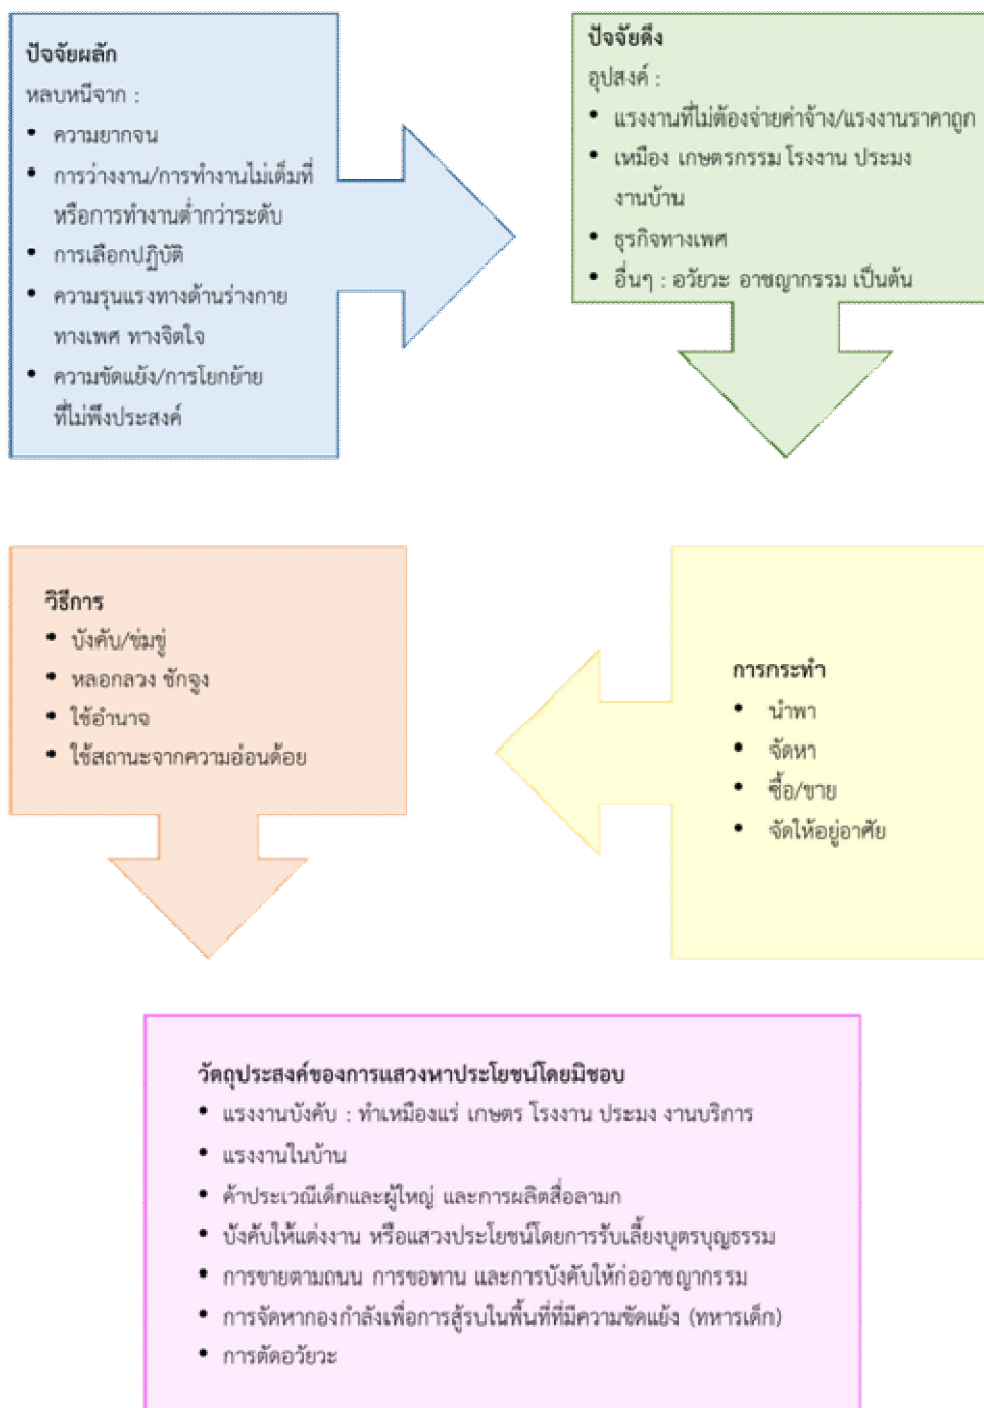 ปัจจัยผลัก
หลบหนีจาก :
• ความยากจน
• การว่างงาน/การทำงานไม่เต็มที่
หรือการทำงานต่ำกว่าระดับ
• การเลือกปฏิบัติ
• ความรุนแรงทางด้านร่างกาย
ทางเพศ ทางจิตใจ
• ความขัดแย้ง/การโยกย้าย
ที่ไม่พึงประสงค์
ปัจจัยดึง
อุปสงค์ :
• แรงงานที่ไม่ต้องจ่ายค่าจ้าง/แรงงานราคาถูก
• เหมือง เกษตรกรรม โรงงาน ประมง
งานบ้าน
• ธุรกิจทางเพศ
• อื่นๆ : อวัยวะ อาชญากรรม เป็นต้น
การกระทำ
• นำพา
• จัดหา
• ซื้อ/ขาย
• จัดให้อยู่อาศัย
วิธีการ
• บังคับ/ข่มขู่
• หลอกลวง ชักจูง
• ใช้อำนาจ
• ใช้สถานะจากความอ่อนด้อย
วัตถุประสงค์ของการแสวงหาประโยชน์โดยมิชอบ
• แรงงานบังคับ : ทำเหมืองแร่ เกษตร โรงงาน ประมง งานบริการ
• แรงงานในบ้าน
• ค้าประเวณีเด็กและผู้ใหญ่ และการผลิตสื่อลามก
• บังคับให้แต่งงาน หรือแสวงประโยชน์โดยการรับเลี้ยงบุตรบุญธรรม
• การขายตามถนน การขอทาน และการบังคับให้ก่ออาชญากรรม
• การจัดหากองกำลังเพื่อการสู้รบในพื้นที่ที่มีความขัดแย้ง (ทหารเด็ก)
• การตัดอวัยวะ